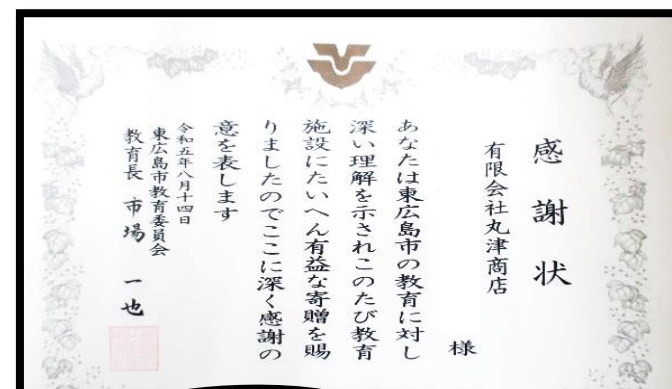 感謝状
有限会社丸津商店
様
あなたは東広島市の教育に対し
深い理解を示されこのたび教育
施設にたいへん有益な寄贈を賜
りましたのでここに深く感謝の
意を表します
令和五年八月十四日
東広島市教育委員会
教育長 市場 一也